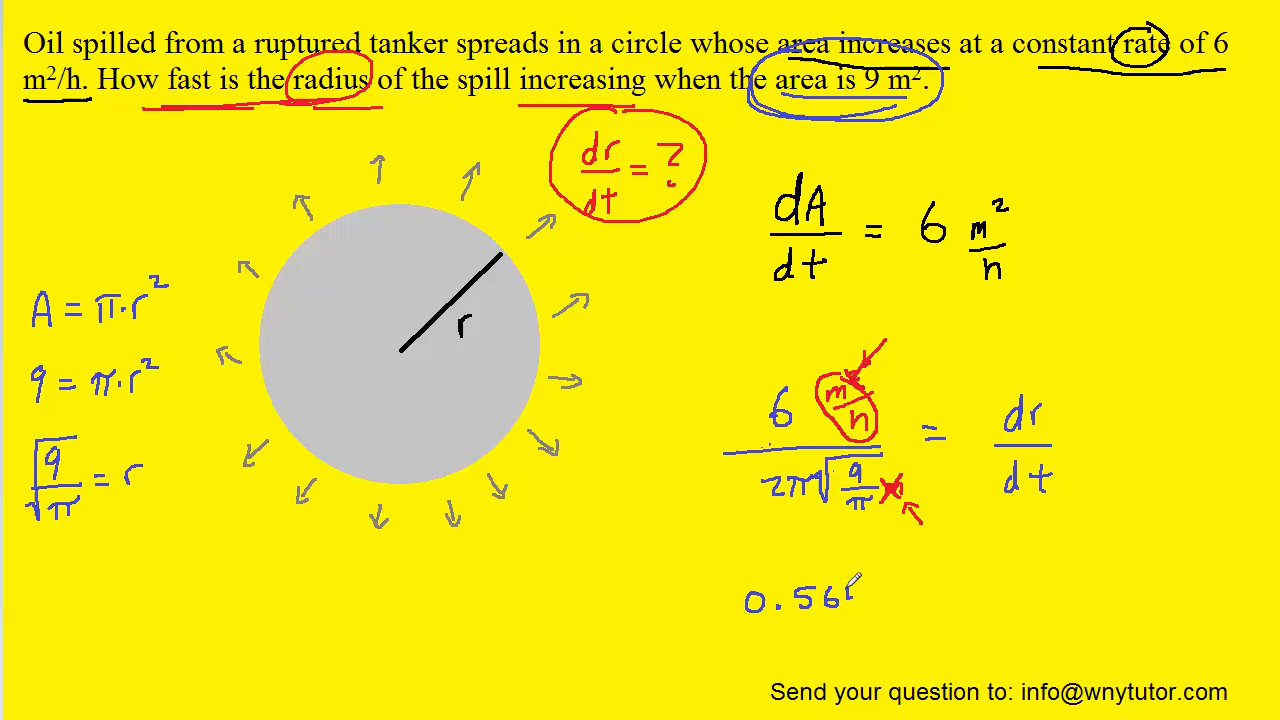 Oil spilled from a ruptured tanker spreads in a circle whose area increases at a constant rate of 6
m²/h. How fast is the radius of the spill increasing when the area is 9 m².
dr/dt = ?
dA/dt = 6 m²/h
r
A = π·r²
9 = π·r²
√9/√π = r
6 m²/h / 2π√(9/π) m = dr/dt
0.56
Send your question to: info@wnytutor.com